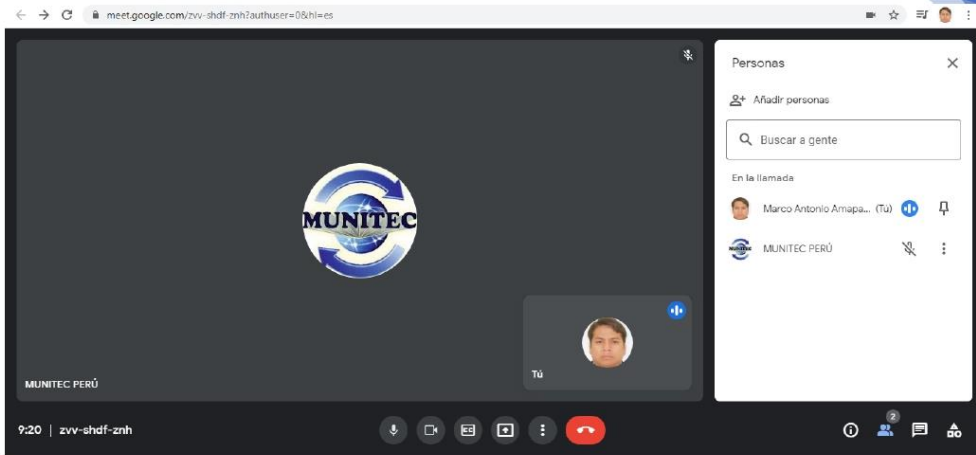 meet.google.com/zvv-shdf-znh?authuser=0&hl=es
MUNITEC
MUNITEC PERÚ
Tú
Personas
Añadir personas
Buscar a gente
En la llamada
Marco Antonio Amapa... (Tú)
MUNITEC PERÚ
9:20 | zvv-shdf-znh
CC
2